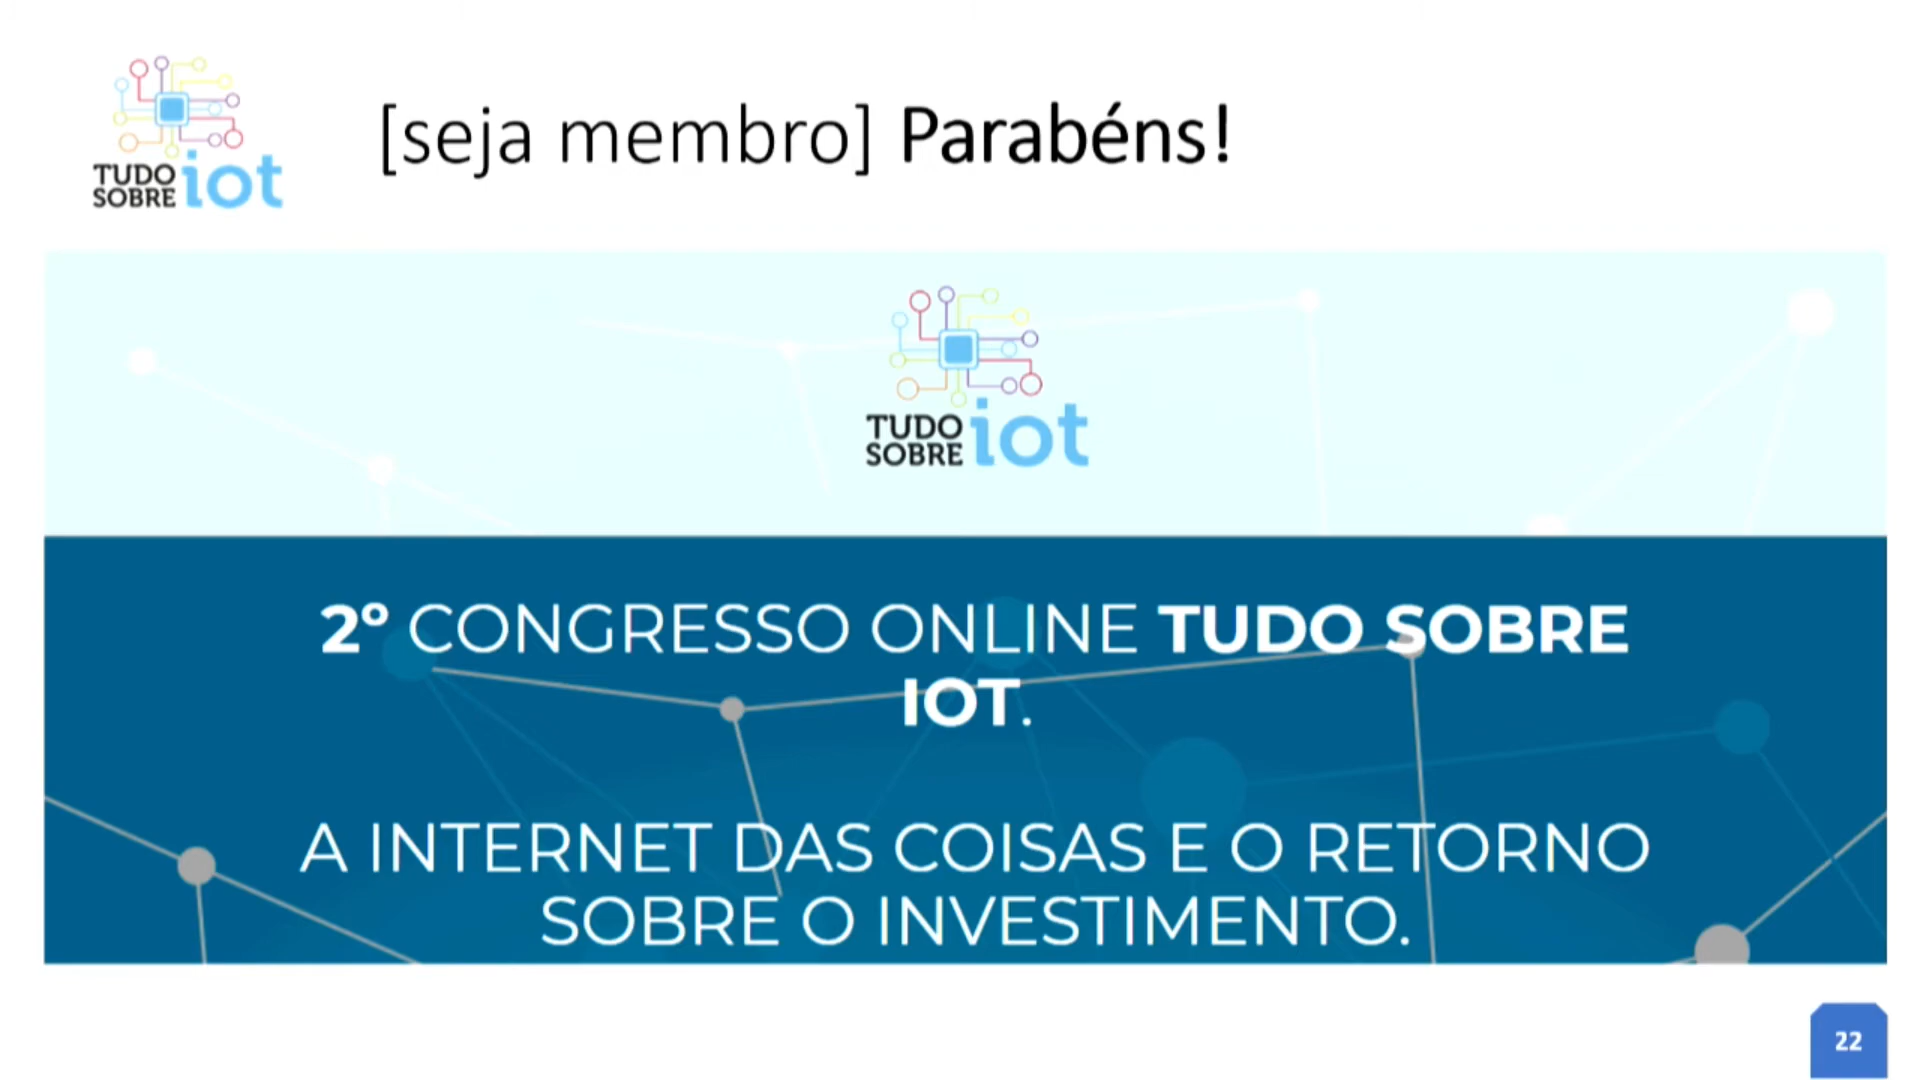 TUDO
SOBRE iot
[seja membro] Parabéns!
TUDO
SOBRE iot
2º CONGRESSO ONLINE TUDO SOBRE
IOT.
A INTERNET DAS COISAS E O RETORNO
SOBRE O INVESTIMENTO.
22